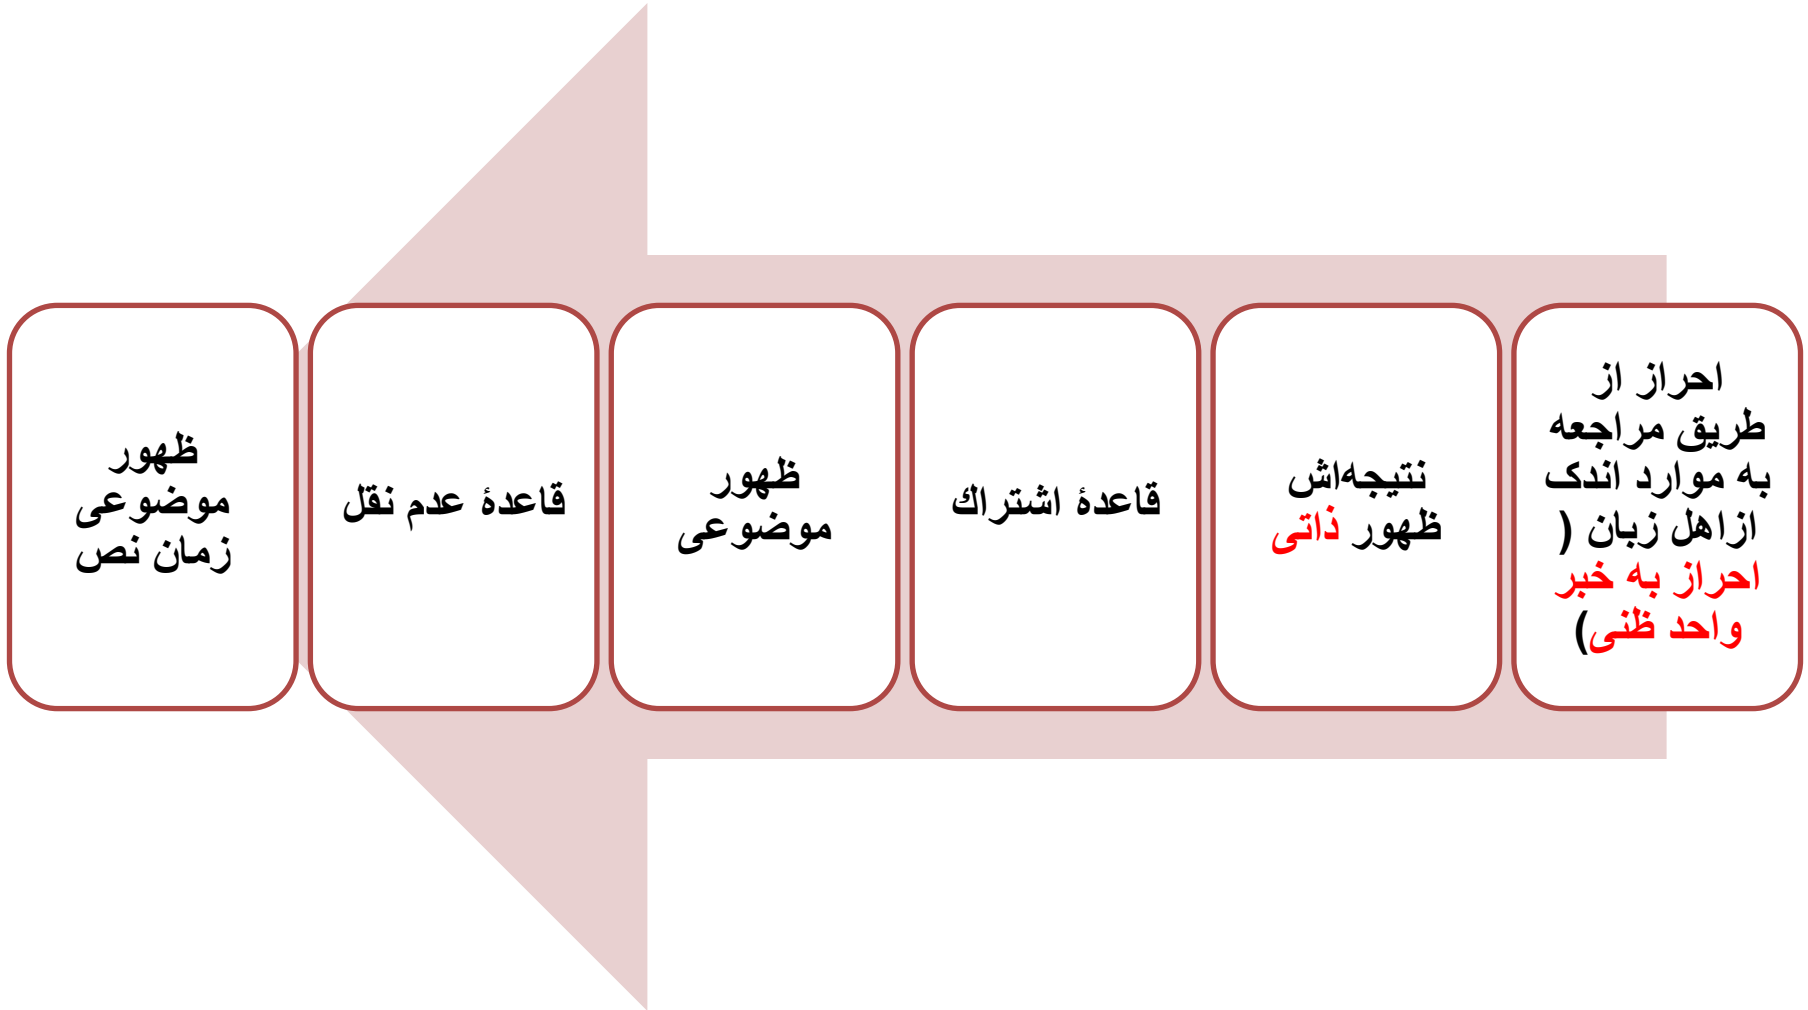 احراز از
طریق مراجعه
به موارد اندک
ازاهل زبان (
احراز به خبر
واحد ظنی)
نتیجه‌اش
ظهور ذاتی
قاعدۀ اشتراك
ظهور
موضوعی
قاعدۀ عدم نقل
ظهور
موضوعی
زمان نص